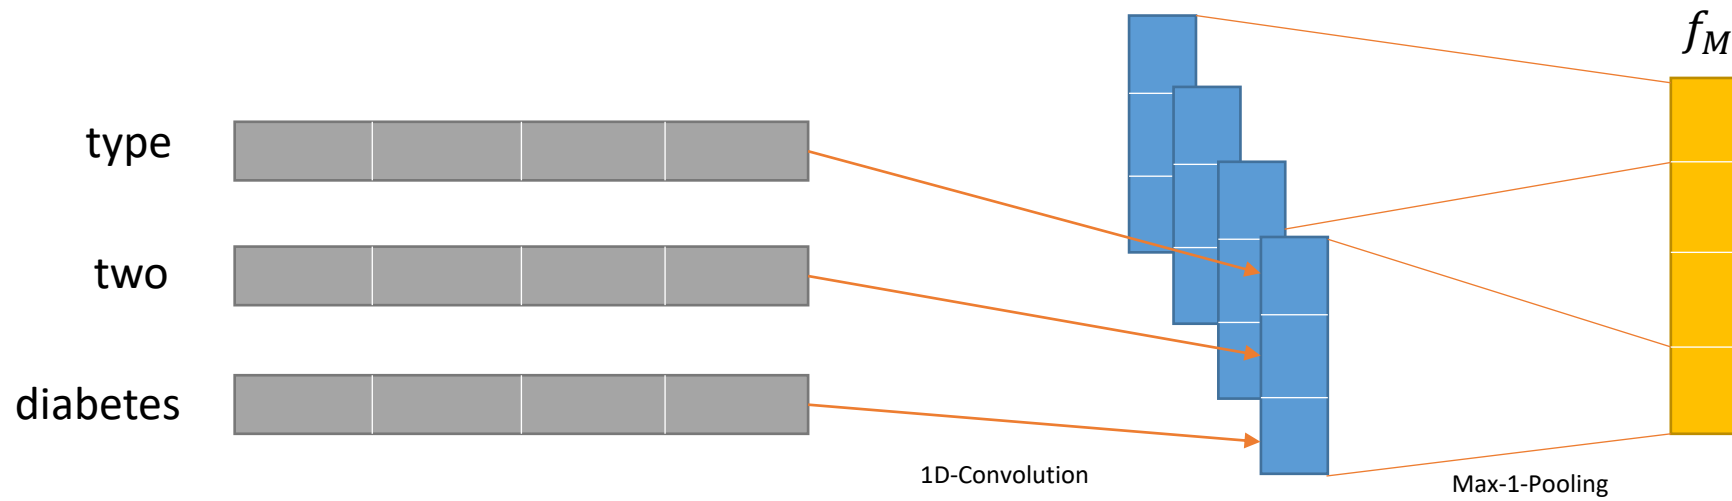 type
two
diabetes
1D-Convolution
Max-1-Pooling
f_M